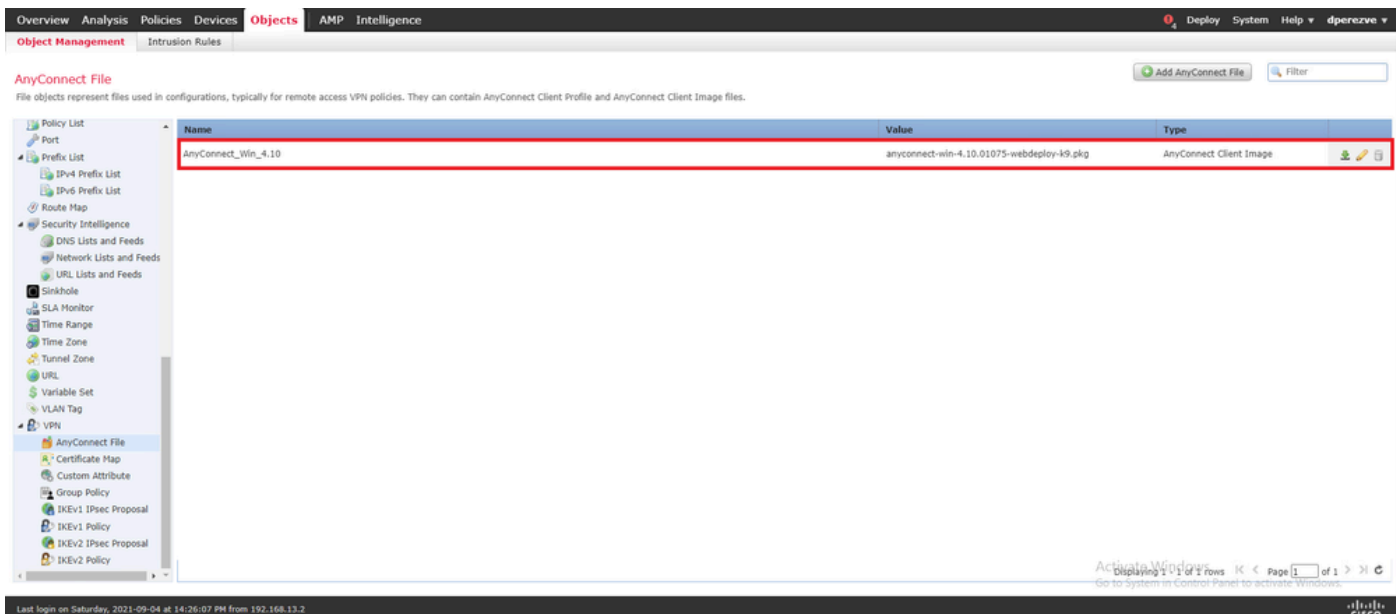 Overview Analysis Policies Devices Objects AMP Intelligence 4 Deploy System Help dperezve
Object Management Intrusion Rules
AnyConnect File
Add AnyConnect File Filter
File objects represent files used in configurations, typically for remote access VPN policies. They can contain AnyConnect Client Profile and AnyConnect Client Image files.
Policy List
Port
Prefix List
IPv4 Prefix List
IPv6 Prefix List
Route Map
Security Intelligence
DNS Lists and Feeds
Network Lists and Feeds
URL Lists and Feeds
Sinkhole
SLA Monitor
Time Range
Time Zone
Tunnel Zone
URL
Variable Set
VLAN Tag
VPN
AnyConnect File
Certificate Map
Custom Attribute
Group Policy
IKEv1 IPsec Proposal
IKEv1 Policy
IKEv2 IPsec Proposal
IKEv2 Policy
Name Value Type
AnyConnect_Win_4.10 anyconnect-win-4.10.01075-webdeploy-k9.pkg AnyConnect Client Image
Activate Windows
Displaying 1 - 1 of 1 rows Page 1 of 1
Go to System in Control Panel to activate Windows.
Last login on Saturday, 2021-09-04 at 14:26:07 PM from 192.168.13.2
cisco